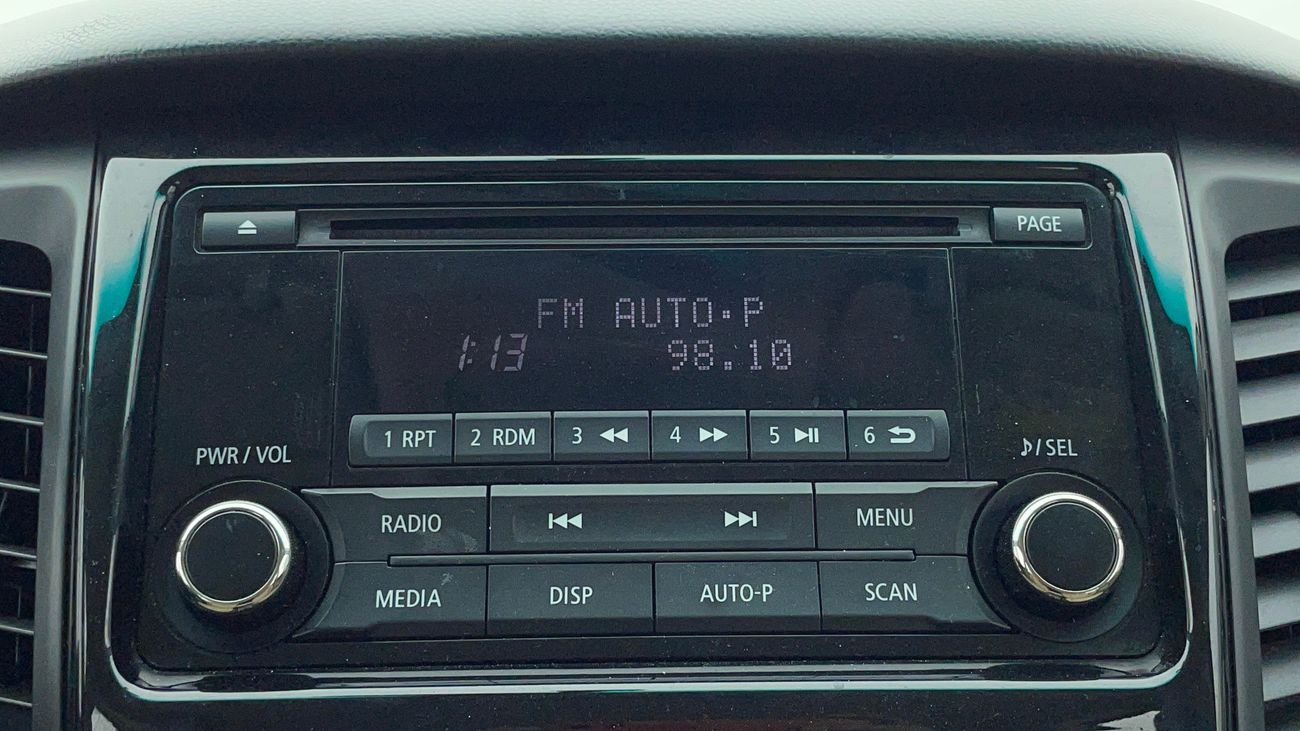 PAGE
FM AUTO·P
1:13 98.10
1 RPT 2 RDM 3 4 5 6
PWR / VOL
/ SEL
RADIO MENU
MEDIA DISP AUTO-P SCAN